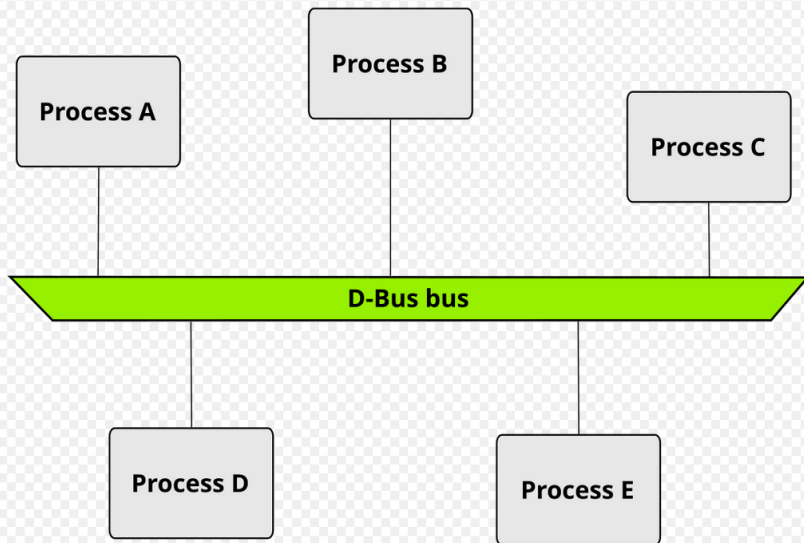 Process A
Process B
Process C
D-Bus bus
Process D
Process E